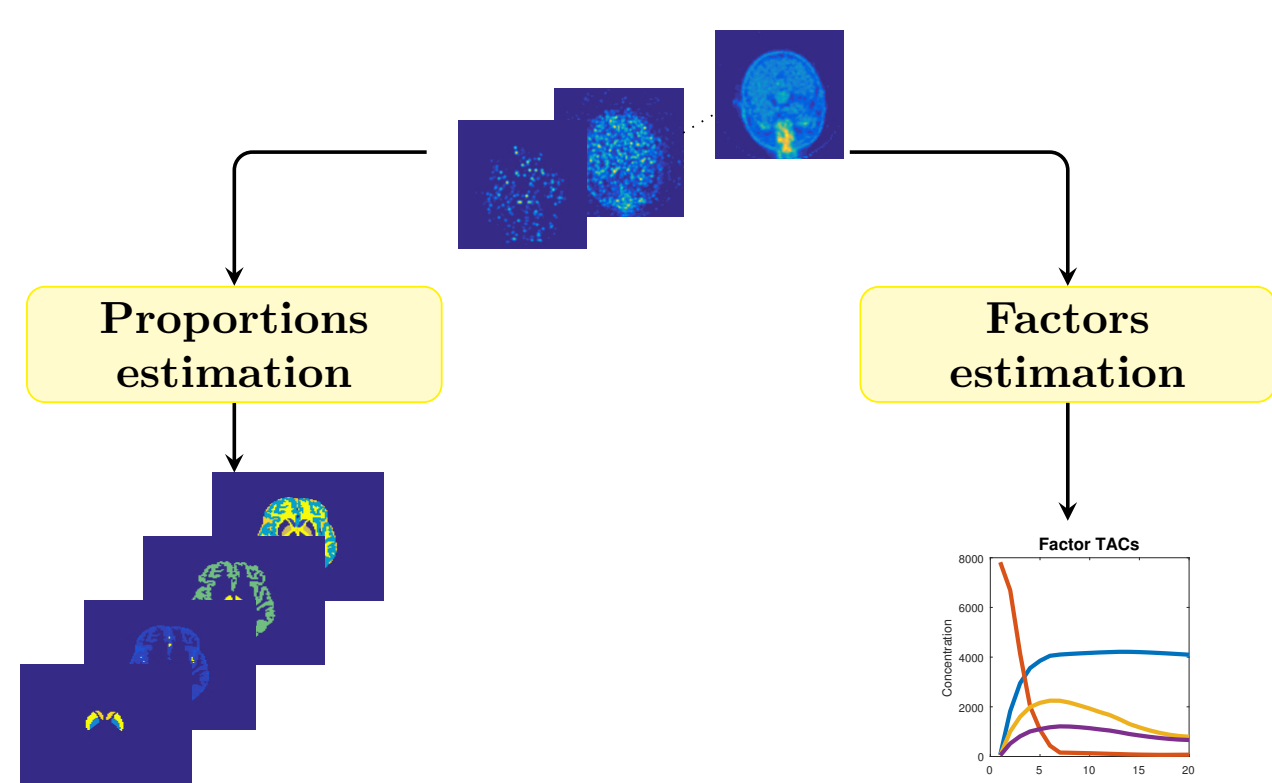 Proportions
estimation
Factors
estimation
Factor TACs
Concentration
8000
6000
4000
2000
0
0 5 10 15 20